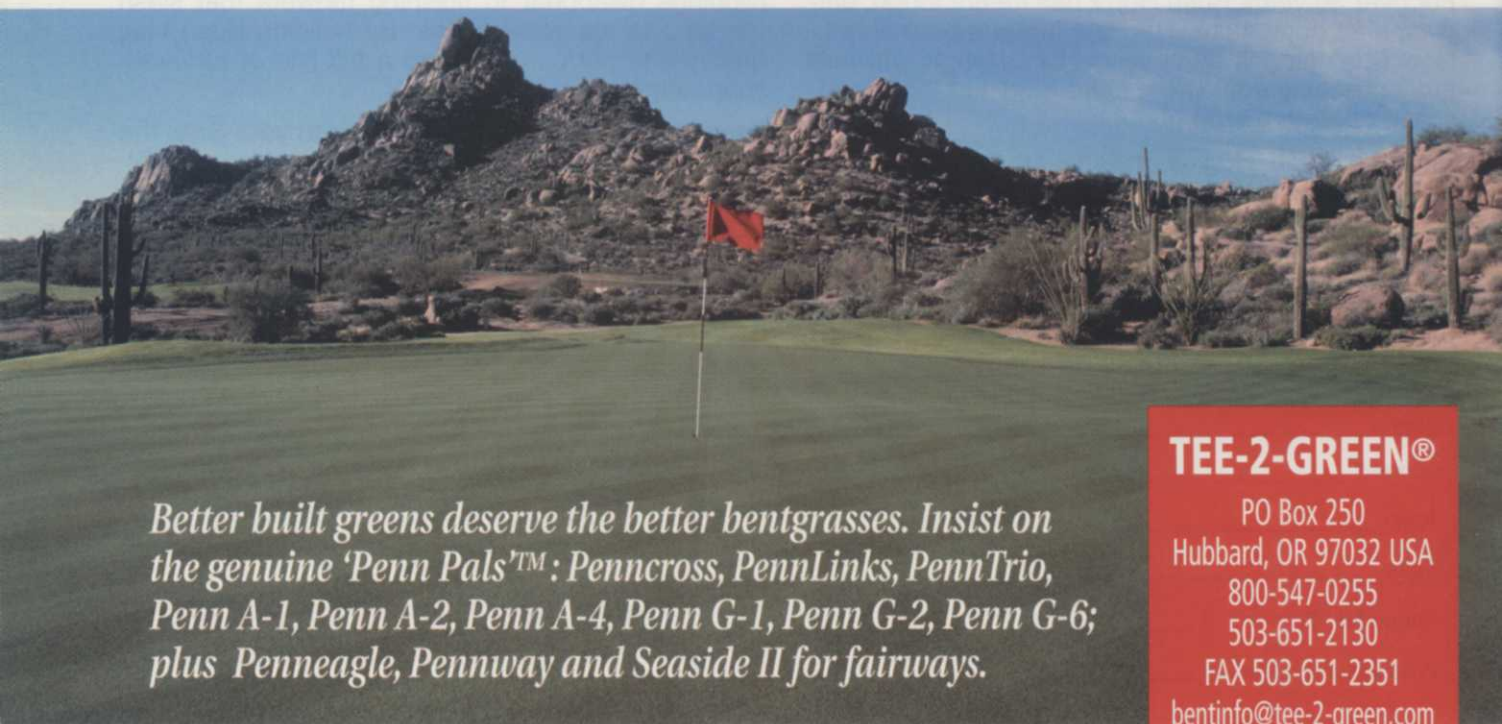 Better built greens deserve the better bentgrasses. Insist on
the genuine 'Penn Pals'™: Penncross, PennLinks, PennTrio,
Penn A-1, Penn A-2, Penn A-4, Penn G-1, Penn G-2, Penn G-6;
plus Penneagle, Pennway and Seaside II for fairways.
TEE-2-GREEN®
PO Box 250
Hubbard, OR 97032 USA
800-547-0255
503-651-2130
FAX 503-651-2351
bentinfo@tee-2-green.com